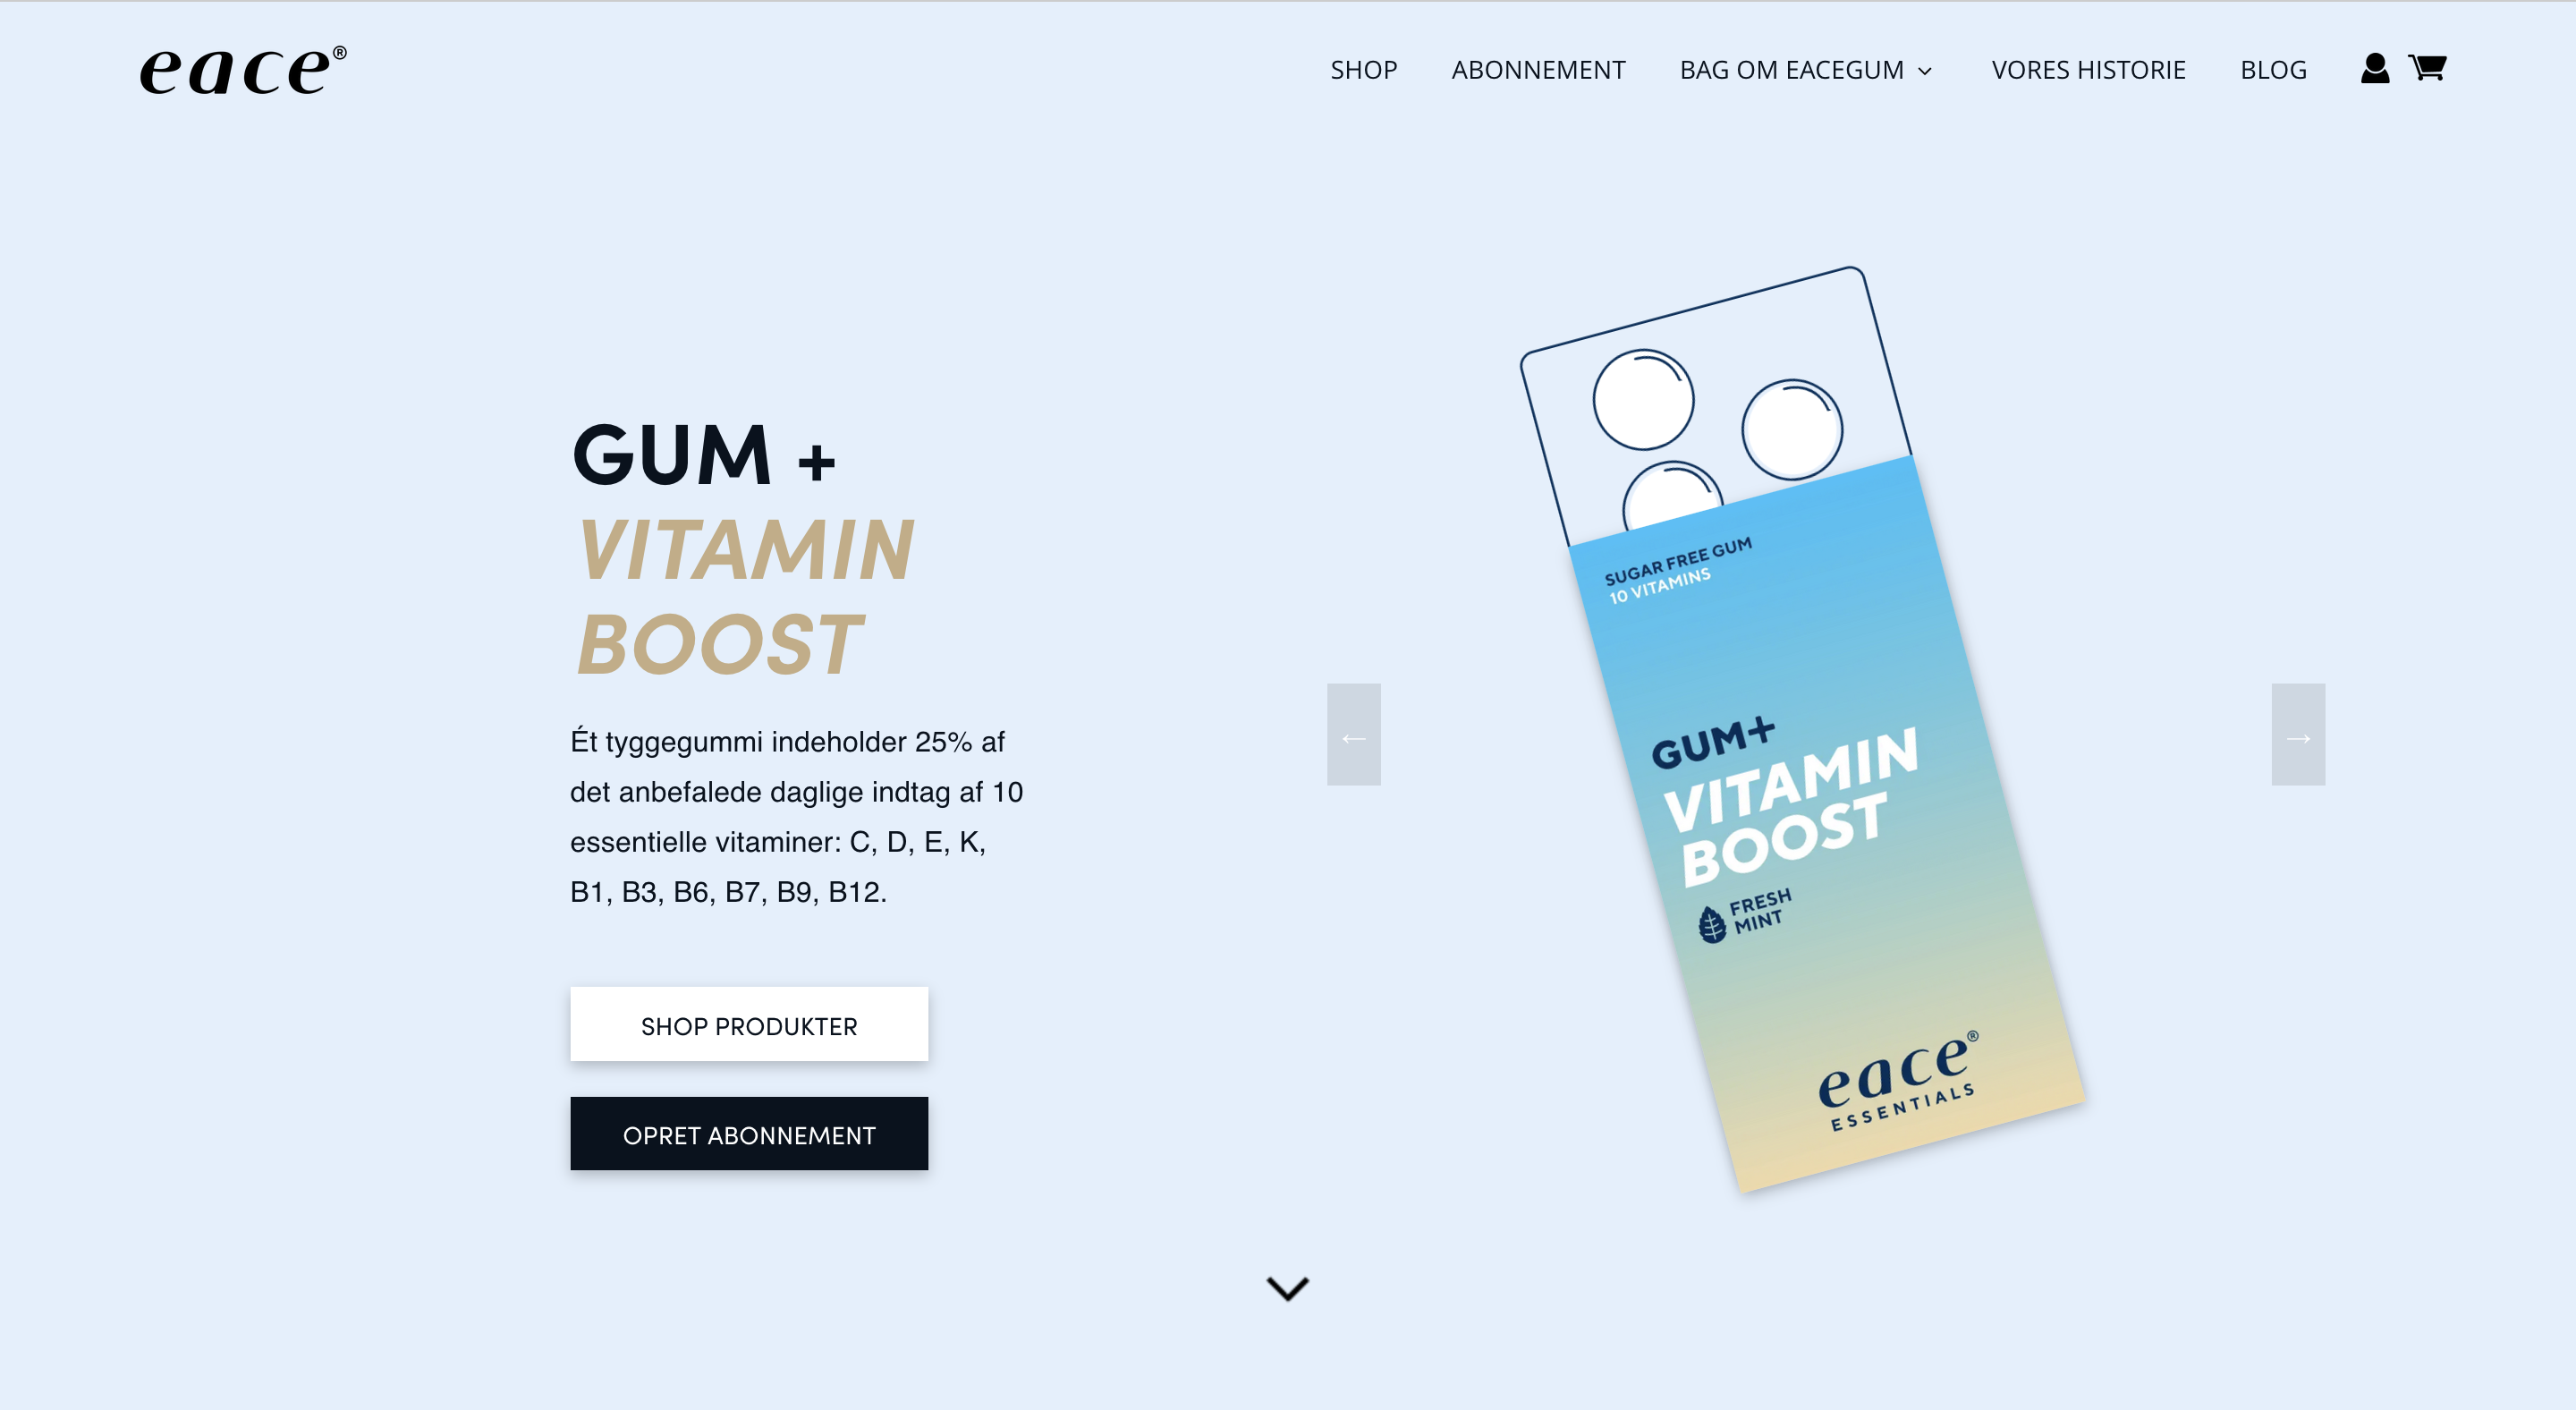 eace®
SHOP
ABONNEMENT
BAG OM EACEGUM
VORES HISTORIE
BLOG
GUM +
VITAMIN
BOOST
Ét tyggegummi indeholder 25% af
det anbefalede daglige indtag af 10
essentielle vitaminer: C, D, E, K,
B1, B3, B6, B7, B9, B12.
SHOP PRODUKTER
OPRET ABONNEMENT
←
→
SUGAR FREE GUM
10 VITAMINS
GUM+
VITAMIN
BOOST
FRESH
MINT
eace®
ESSENTIALS